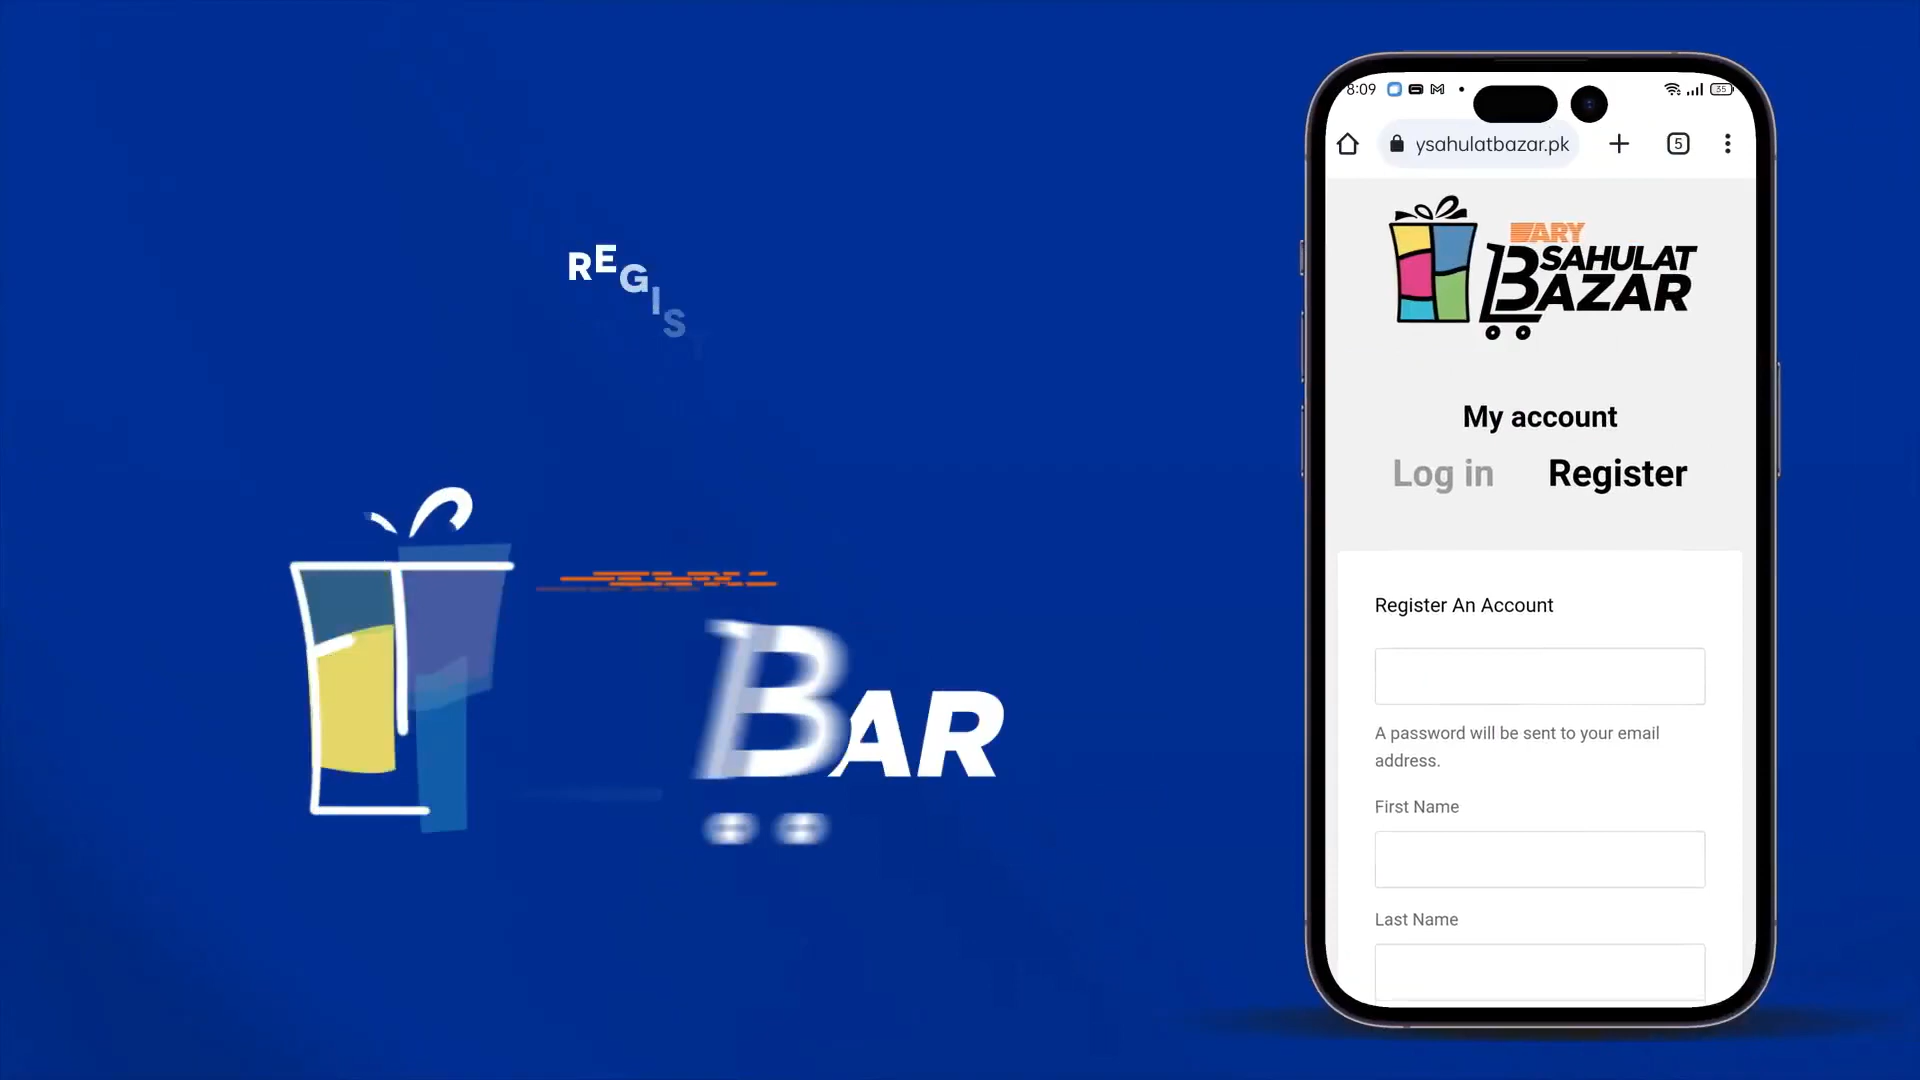 REGIS
BAR
8:09
35
ysahulatbazar.pk
5
ARY
SAHULAT
BAZAR
My account
Log in
Register
Register An Account
A password will be sent to your email
address.
First Name
Last Name